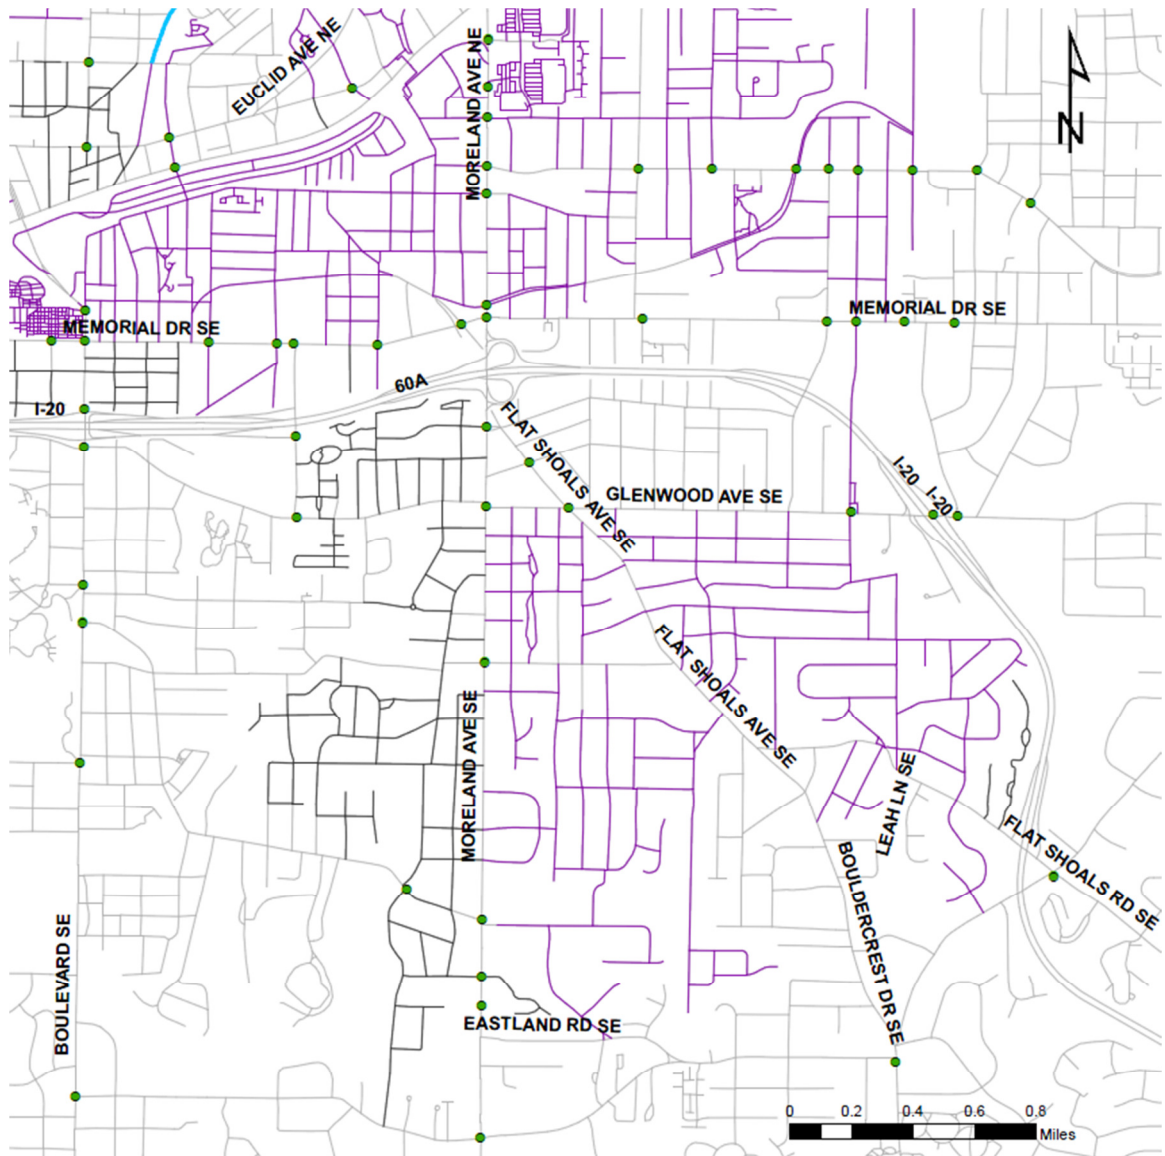 EUCLID AVE NE
MORELAND AVE NE
N
MEMORIAL DR SE
MEMORIAL DR SE
60A
I-20
FLAT SHOALS AVE SE
GLENWOOD AVE SE
I-20
I-20
FLAT SHOALS AVE SE
MORELAND AVE SE
LEAH LN SE
FLAT SHOALS RD SE
BOULDERCREST DR SE
BOULEVARD SE
EASTLAND RD SE
0 0.2 0.4 0.6 0.8
Miles